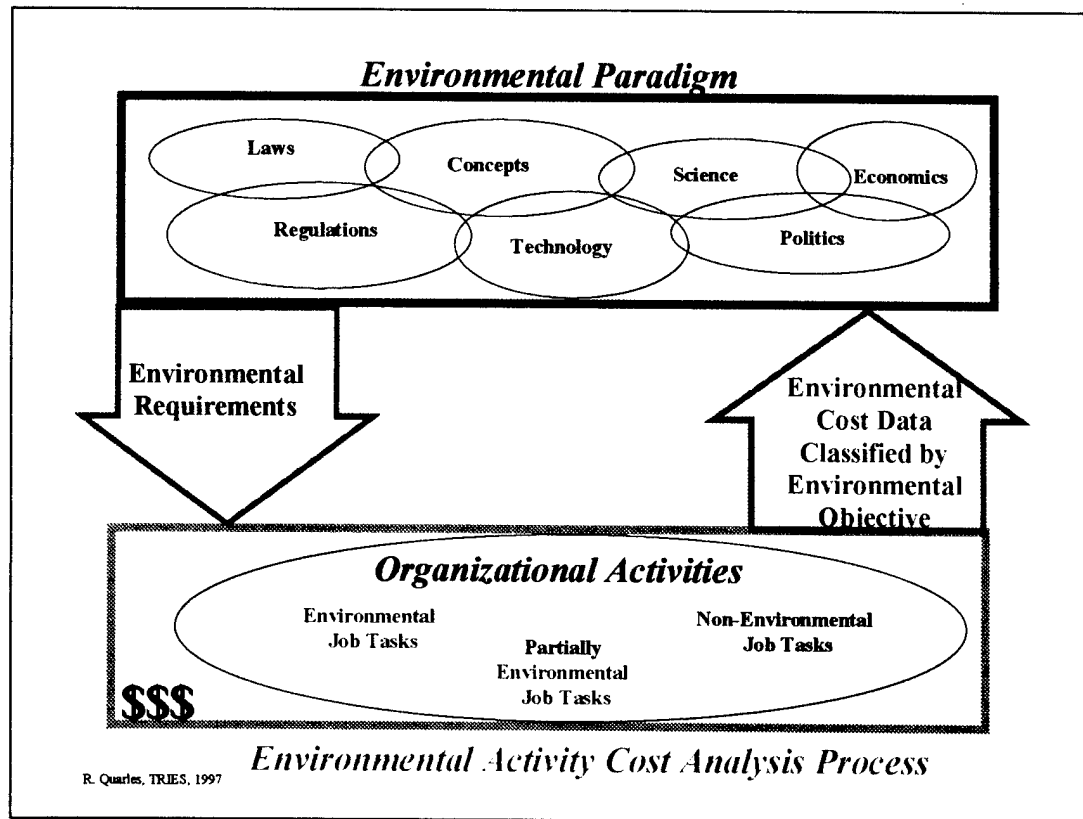 Environmental Paradigm
Laws
Concepts
Science
Economics
Regulations
Technology
Politics
Environmental
Requirements
Environmental
Cost Data
Classified by
Environmental
Objective
Organizational Activities
Environmental
Job Tasks
Partially
Environmental
Job Tasks
Non-Environmental
Job Tasks
$$$
Environmental Activity Cost Analysis Process
R. Quarles, TRIES, 1997